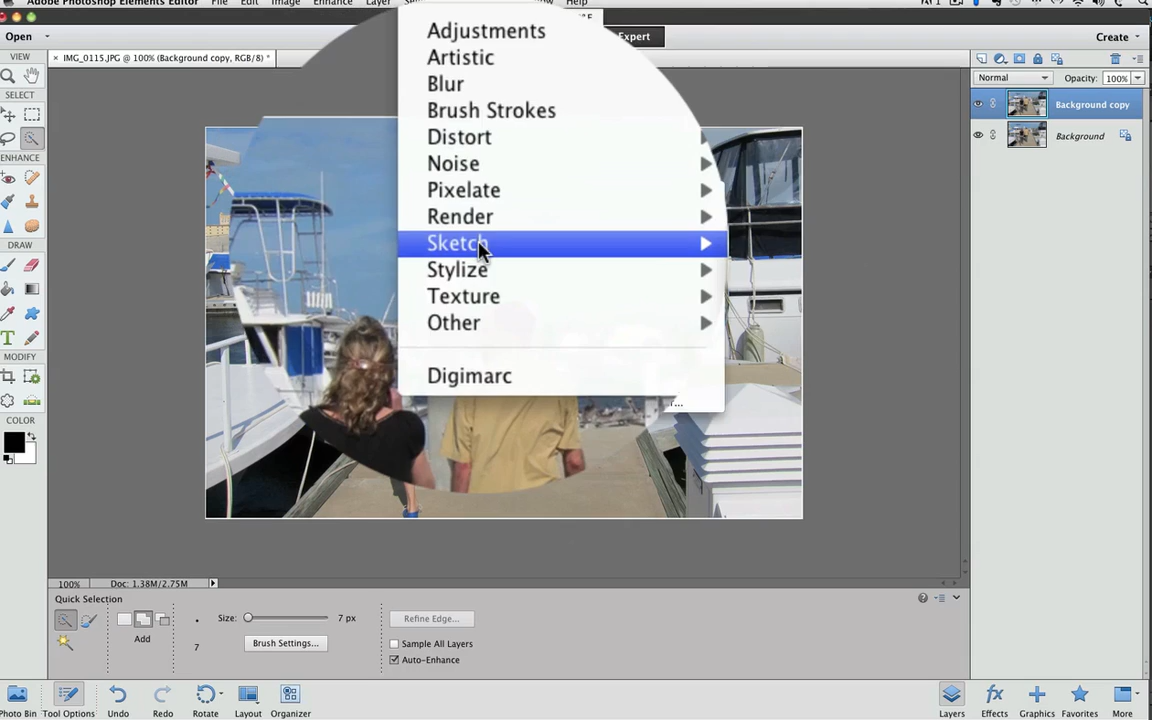 Adobe Photoshop Elements Editor File Edit Image Enhance Layer
Open
Expert
Create
VIEW
× IMG_0115.JPG @ 100% (Background copy, RGB/8) *
Normal
Opacity: 100%
Background copy
Background
ENHANCE
DRAW
MODIFY
COLOR
Adjustments
Artistic
Blur
Brush Strokes
Distort
Noise
Pixelate
Render
Sketch
Stylize
Texture
Other
Digimarc
100%
Doc: 1.38M/2.75M
Quick Selection
Add
7
Size:
7 px
Brush Settings...
Refine Edge...
Sample All Layers
Auto-Enhance
Photo Bin
Tool Options
Undo
Redo
Rotate
Layout
Organizer
Layers
Effects
Graphics
Favorites
More